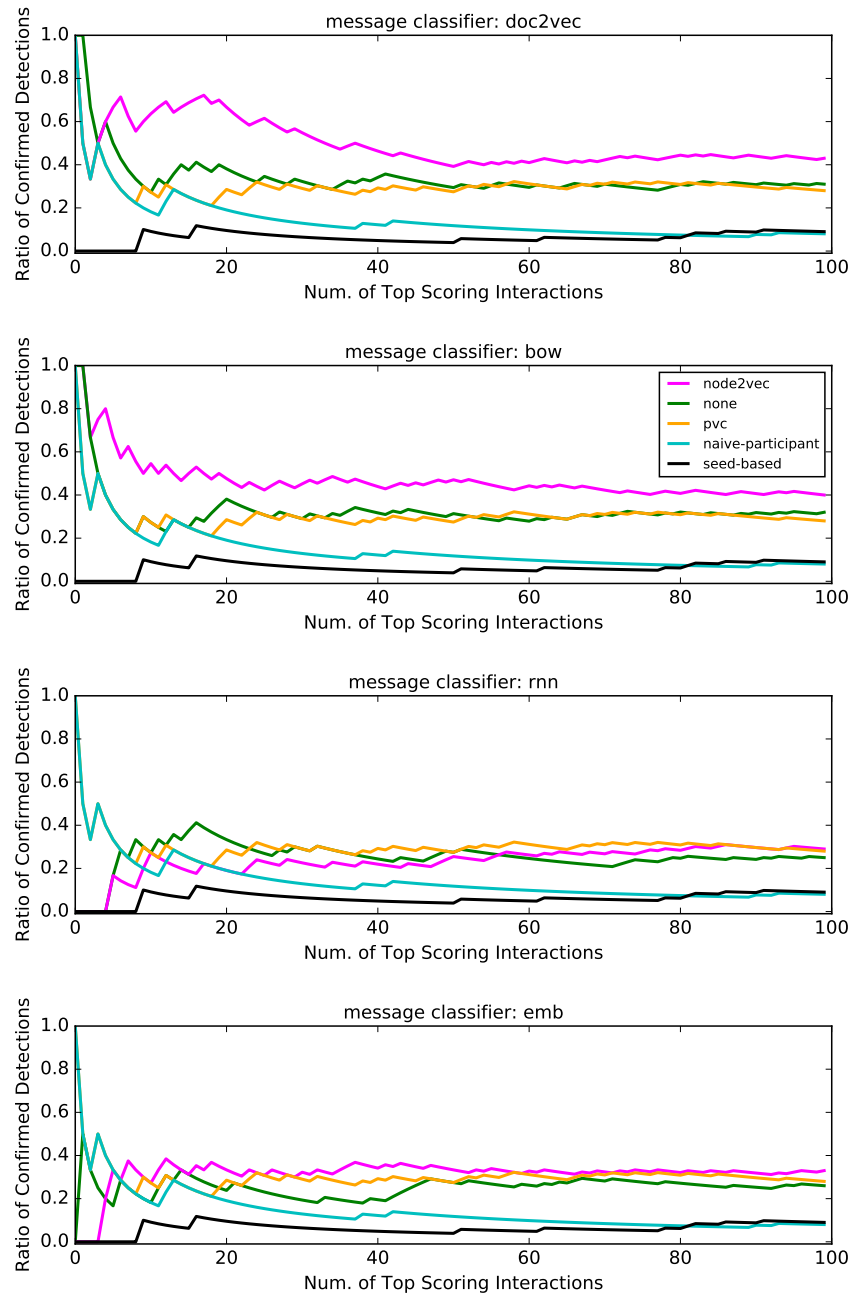 message classifier: doc2vec
Ratio of Confirmed Detections
1.0
0.8
0.6
0.4
0.2
0.0
0 20 40 60 80 100
Num. of Top Scoring Interactions
message classifier: bow
Ratio of Confirmed Detections
1.0
0.8
0.6
0.4
0.2
0.0
node2vec
none
pvc
naive-participant
seed-based
0 20 40 60 80 100
Num. of Top Scoring Interactions
message classifier: rnn
Ratio of Confirmed Detections
1.0
0.8
0.6
0.4
0.2
0.0
0 20 40 60 80 100
Num. of Top Scoring Interactions
message classifier: emb
Ratio of Confirmed Detections
1.0
0.8
0.6
0.4
0.2
0.0
0 20 40 60 80 100
Num. of Top Scoring Interactions